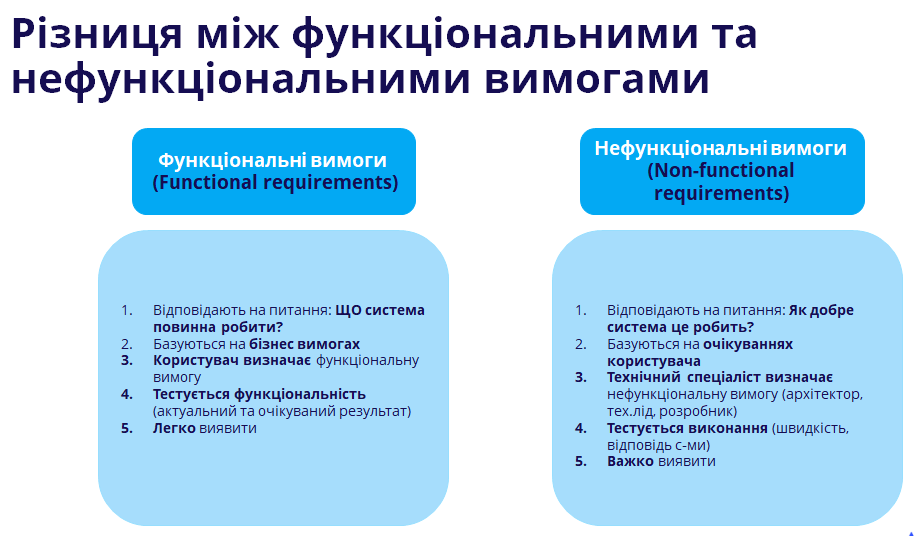 Різниця між функціональними та
нефункціональними вимогами
Функціональні вимоги
(Functional requirements)
1. Відповідають на питання: ЩО система
повинна робити?
2. Базуються на бізнес вимогах
3. Користувач визначає функціональну
вимогу
4. Тестується функціональність
(актуальний та очікуваний результат)
5. Легко виявити
Нефункціональні вимоги
(Non-functional
requirements)
1. Відповідають на питання: Як добре
система це робить?
2. Базуються на очікуваннях
користувача
3. Технічний спеціаліст визначає
нефункціональну вимогу (архітектор,
тех.лід, розробник)
4. Тестується виконання (швидкість,
відповідь с-ми)
5. Важко виявити